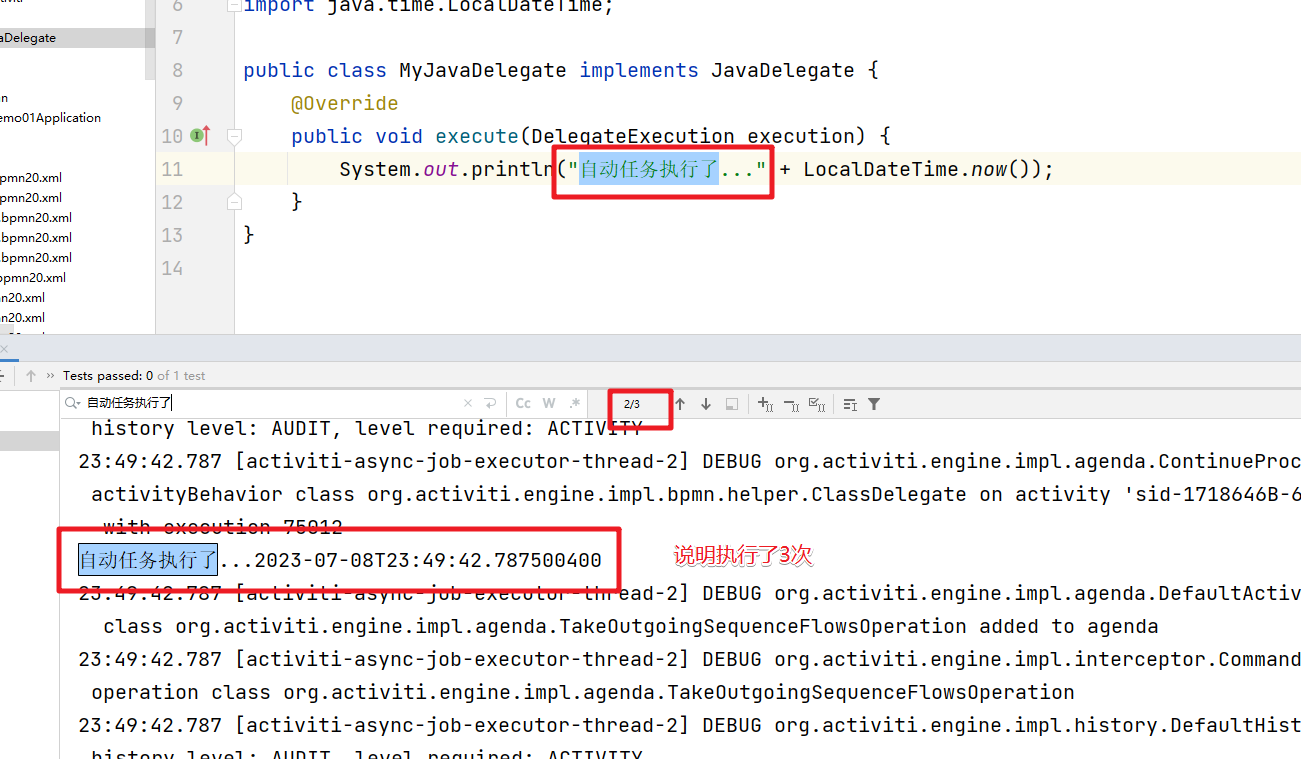 6 import java.time.LocalDateTime;
aDelegate
7
8 public class MyJavaDelegate implements JavaDelegate {
n
9 @Override
emo01Application
10 public void execute(DelegateExecution execution) {
11 System.out.println("自动任务执行了..." + LocalDateTime.now());
pmn20.xml
pmn20.xml
12 }
.bpmn20.xml
13 }
.bpmn20.xml
.bpmn20.xml
14
bpmn20.xml
n20.xml
n20.xml
Tests passed: 0 of 1 test
自动任务执行了 Cc W .* 2/3
history level: AUDIT, level required: ACTIVITY
23:49:42.787 [activiti-async-job-executor-thread-2] DEBUG org.activiti.engine.impl.agenda.ContinueProc
activityBehavior class org.activiti.engine.impl.bpmn.helper.ClassDelegate on activity 'sid-1718646B-6
with execution 75012
自动任务执行了...2023-07-08T23:49:42.787500400
说明执行了3次
23:49:42.787 [activiti-async-job-executor-thread-2] DEBUG org.activiti.engine.impl.agenda.DefaultActiv
class org.activiti.engine.impl.agenda.TakeOutgoingSequenceFlowsOperation added to agenda
23:49:42.787 [activiti-async-job-executor-thread-2] DEBUG org.activiti.engine.impl.interceptor.Command
operation class org.activiti.engine.impl.agenda.TakeOutgoingSequenceFlowsOperation
23:49:42.787 [activiti-async-job-executor-thread-2] DEBUG org.activiti.engine.impl.history.DefaultHist
history level: AUDIT, level required: ACTIVITY